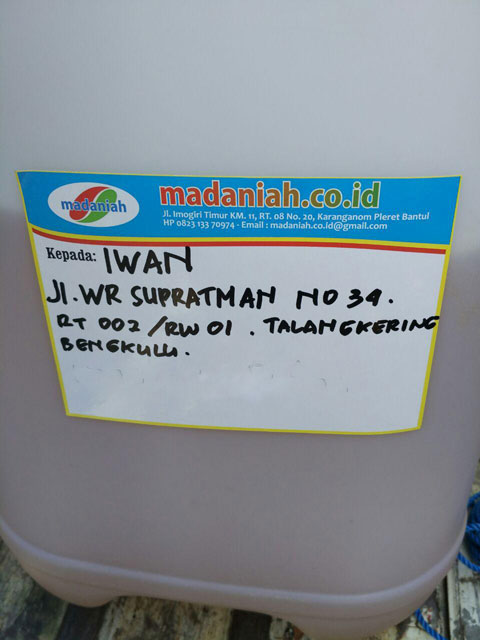 madaniah
madaniah.co.id
Jl. Imogiri Timur KM. 11, RT. 08 No. 20, Karanganom Pleret Bantul
HP 0823 133 70974 - Email : madaniah.co.id@gmail.com
Kepada: IWAN
Jl. WR SUPRATMAN NO 34.
RT 002 / RW 01 . TALANGKERING
BENGKULU.